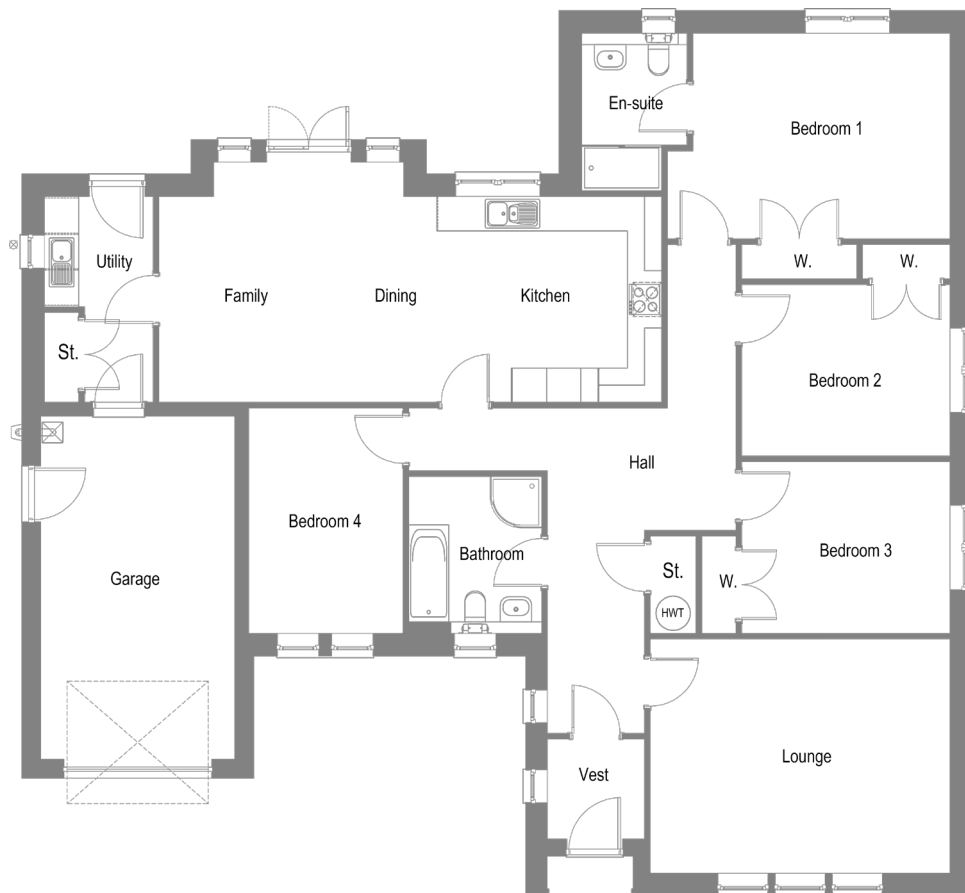 En-suite
Bedroom 1
Utility
W.
W.
Family
Dining
Kitchen
St.
Bedroom 2
Hall
Bedroom 4
Bathroom
Bedroom 3
Garage
St.
W.
HWT
Lounge
Vest